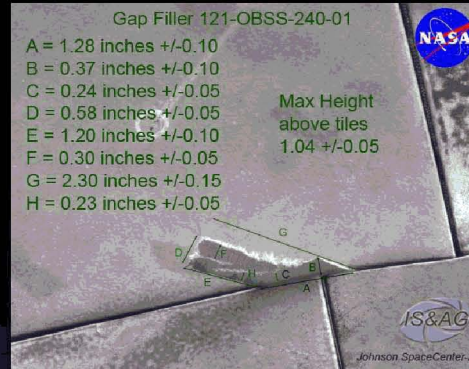 Gap Filler 121-OBSS-240-01
NASA
A = 1.28 inches +/-0.10
B = 0.37 inches +/-0.10
C = 0.24 inches +/-0.05
D = 0.58 inches +/-0.05
E = 1.20 inches +/-0.10
F = 0.30 inches +/-0.05
G = 2.30 inches +/-0.15
H = 0.23 inches +/-0.05
Max Height
above tiles
1.04 +/-0.05
G
D
F
E
H
C
B
A
IS&AG
Johnson SpaceCenter